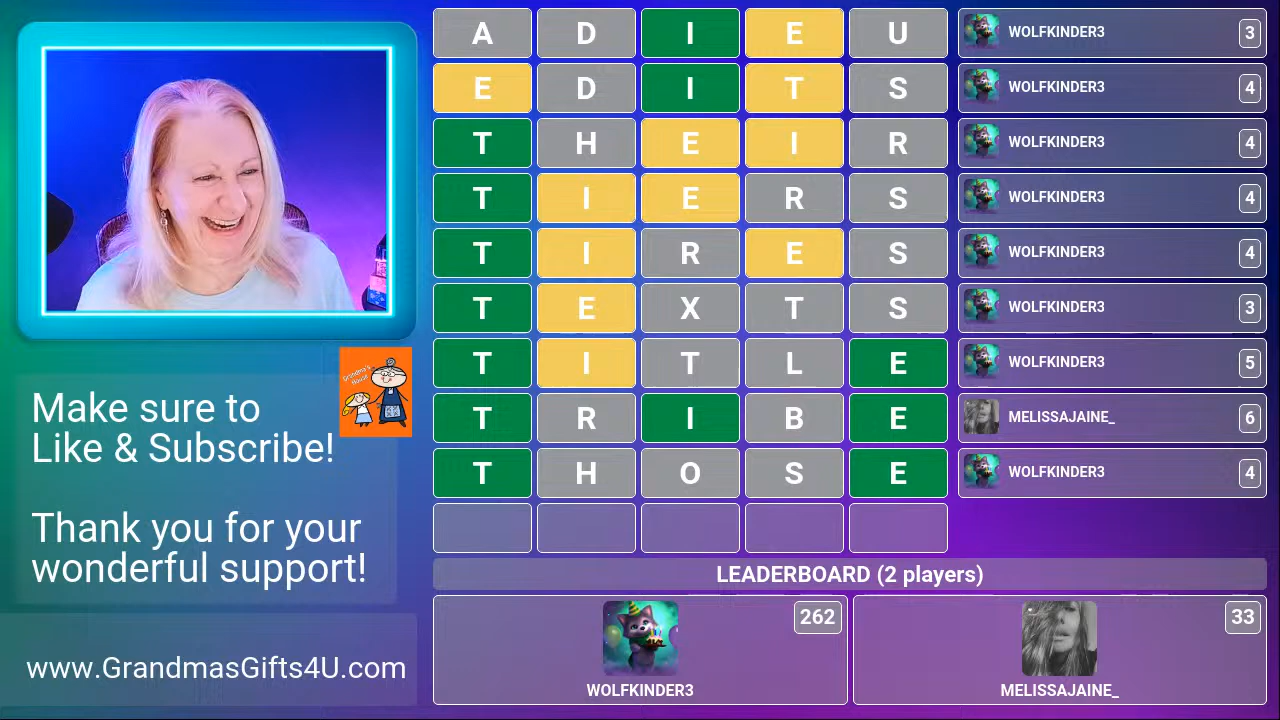 A D I E U WOLFKINDER3 3
E D I T S WOLFKINDER3 4
T H E I R WOLFKINDER3 4
T I E R S WOLFKINDER3 4
T I R E S WOLFKINDER3 4
T E X T S WOLFKINDER3 3
T I T L E WOLFKINDER3 5
T R I B E MELISSAJAINE_ 6
T H O S E WOLFKINDER3 4
Grandma's
House
Make sure to
Like & Subscribe!
Thank you for your
wonderful support!
www.GrandmasGifts4U.com
LEADERBOARD (2 players)
262 33
WOLFKINDER3 MELISSAJAINE_